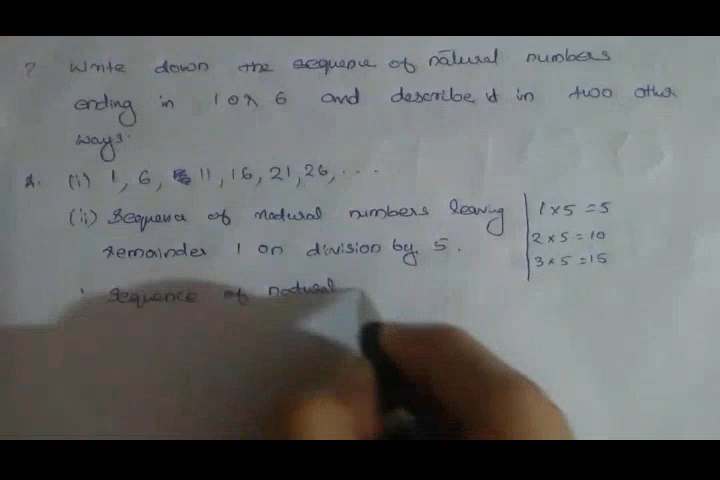 ? Write down the sequence of natural numbers
ending in 1 or 6 and describe it in two other
ways.
A. (i) 1, 6, 11, 16, 21, 26, ...
(ii) Sequence of natural numbers leaving
remainder 1 on division by 5.
1 x 5 = 5
2 x 5 = 10
3 x 5 = 15
Sequence of natural